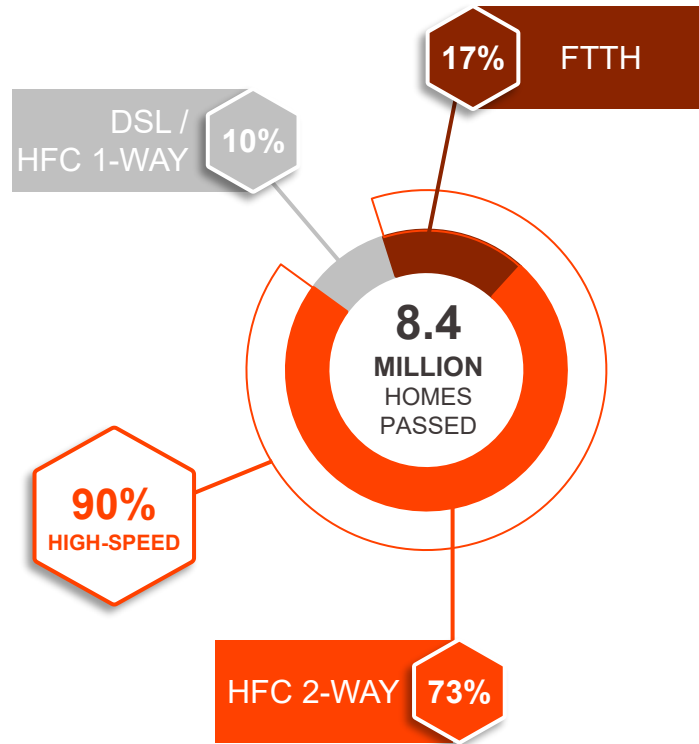 17%
FTTH
DSL /
HFC 1-WAY
10%
8.4
MILLION
HOMES
PASSED
90%
HIGH-SPEED
HFC 2-WAY
73%